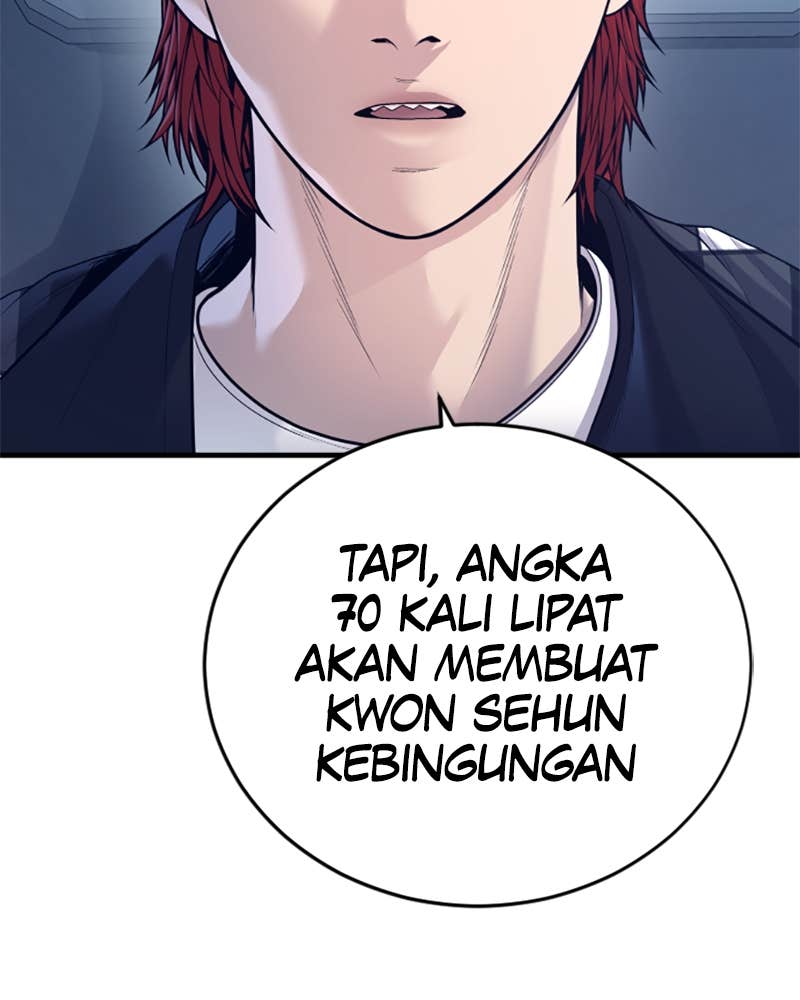 TAPI, ANGKA
70 KALI LIPAT
AKAN MEMBUAT
KWON SEHUN
KEBINGUNGAN